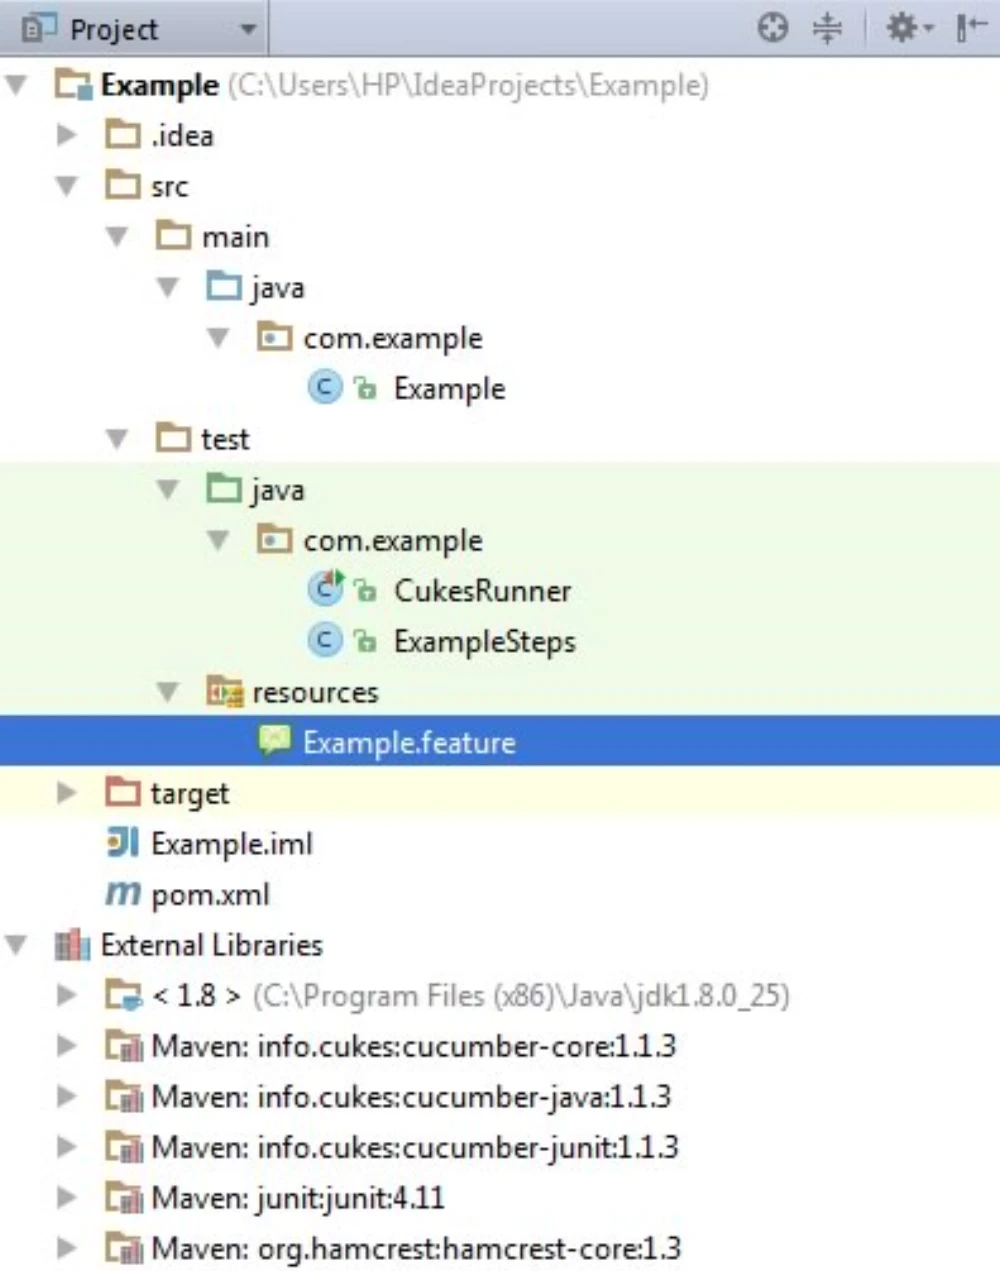 Project
Example (C:\Users\HP\IdeaProjects\Example)
.idea
src
main
java
com.example
Example
test
java
com.example
CukesRunner
ExampleSteps
resources
Example.feature
target
Example.iml
pom.xml
External Libraries
< 1.8 > (C:\Program Files (x86)\Java\jdk1.8.0_25)
Maven: info.cukes:cucumber-core:1.1.3
Maven: info.cukes:cucumber-java:1.1.3
Maven: info.cukes:cucumber-junit:1.1.3
Maven: junit:junit:4.11
Maven: org.hamcrest:hamcrest-core:1.3